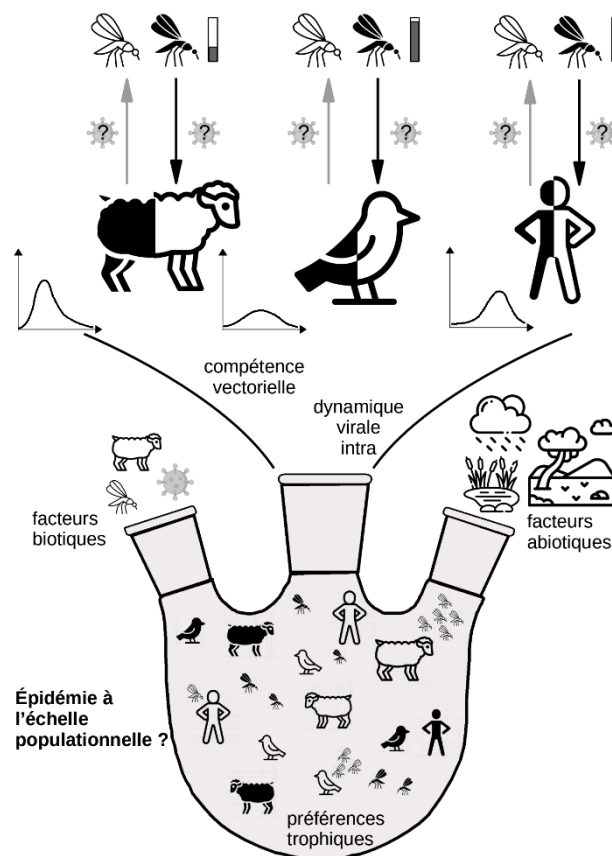 ?
?
?
?
?
?
compétence
vectorielle
dynamique
virale
intra
facteurs
biotiques
facteurs
abiotiques
Épidémie à
l'échelle
populationnelle ?
préférences
trophiques